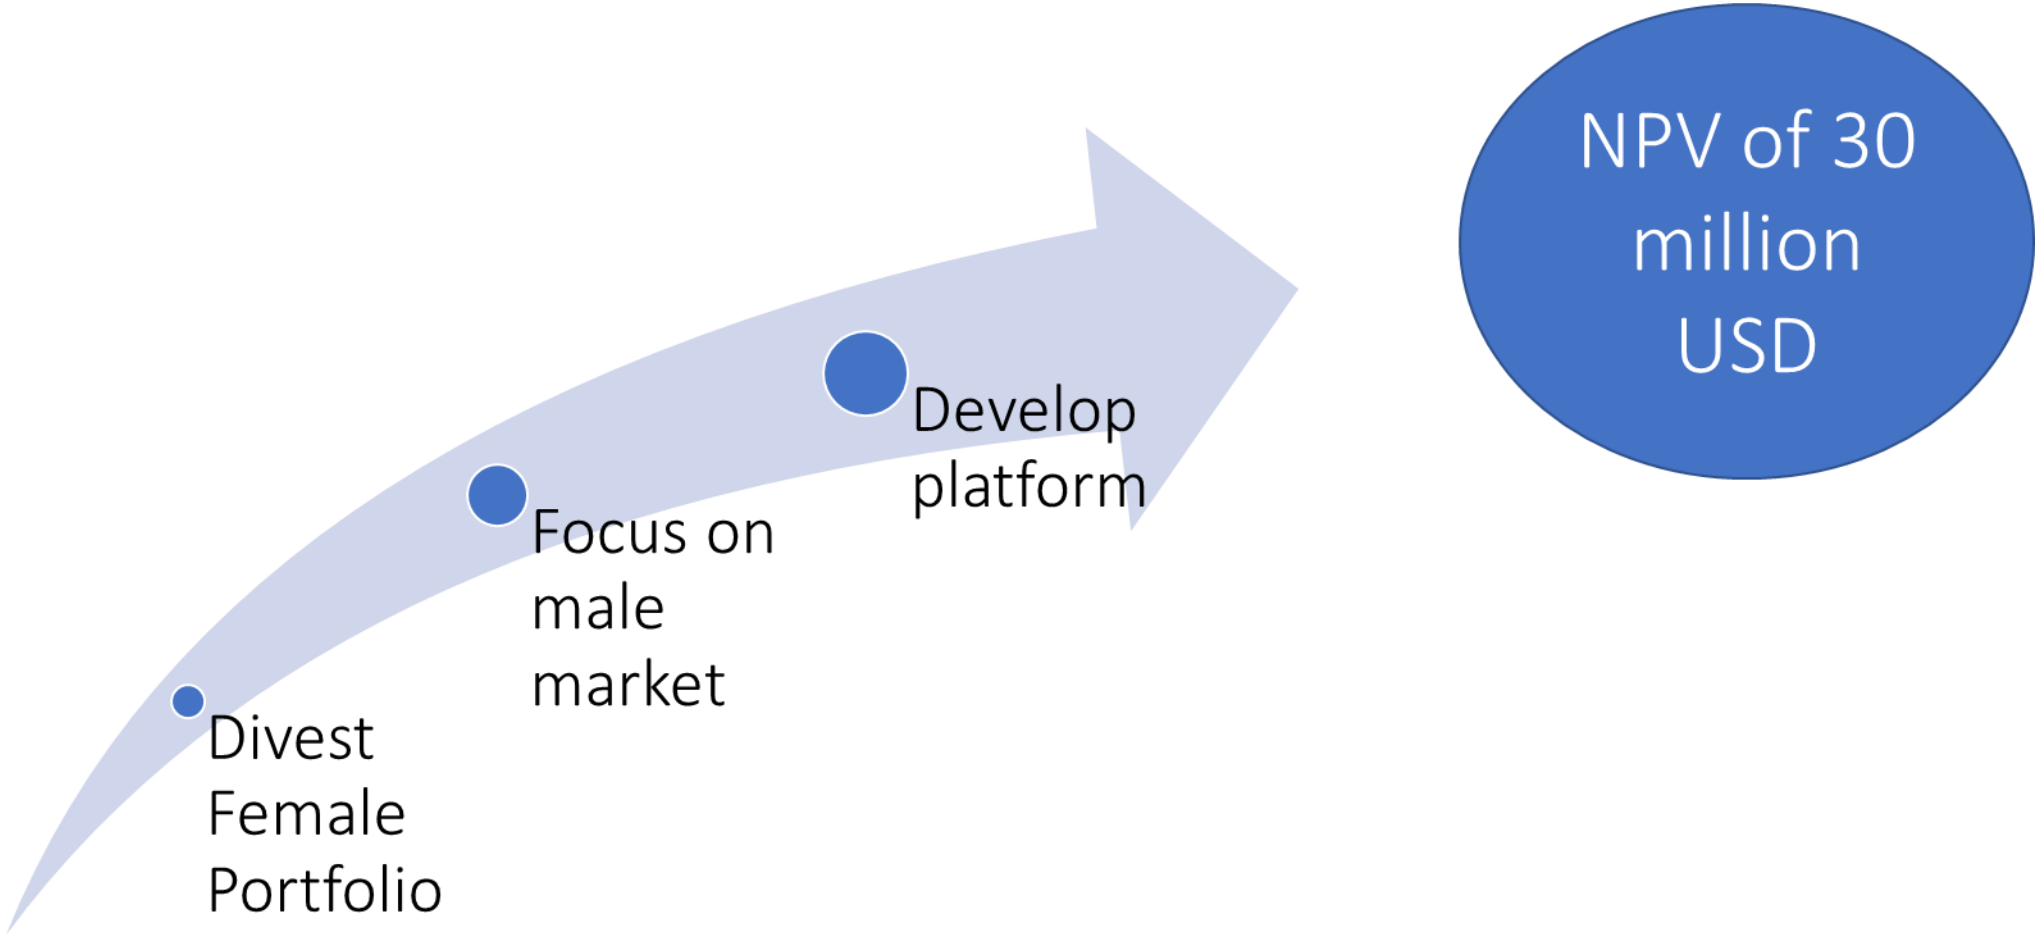 NPV of 30
million
USD
Develop
platform
Focus on
male
market
Divest
Female
Portfolio